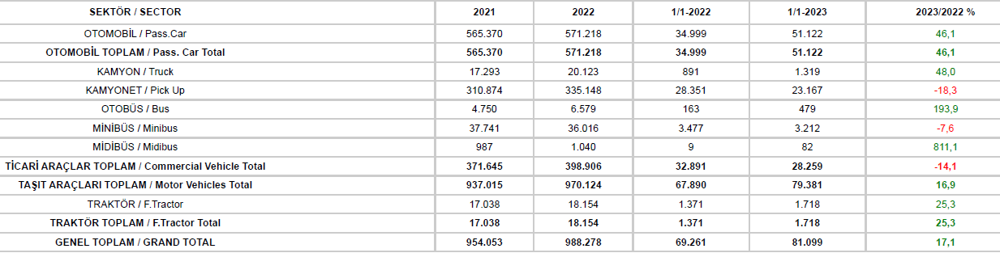 SEKTÖR / SECTOR 2021 2022 1/1-2022 1/1-2023 2023/2022 %
OTOMOBİL / Pass.Car 565.370 571.218 34.999 51.122 46,1
OTOMOBİL TOPLAM / Pass. Car Total 565.370 571.218 34.999 51.122 46,1
KAMYON / Truck 17.293 20.123 891 1.319 48,0
KAMYONET / Pick Up 310.874 335.148 28.351 23.167 -18,3
OTOBÜS / Bus 4.750 6.579 163 479 193,9
MİNİBÜS / Minibus 37.741 36.016 3.477 3.212 -7,6
MİDİBÜS / Midibus 987 1.040 9 82 811,1
TİCARİ ARAÇLAR TOPLAM / Commercial Vehicle Total 371.645 398.906 32.891 28.259 -14,1
TAŞIT ARAÇLARI TOPLAM / Motor Vehicles Total 937.015 970.124 67.890 79.381 16,9
TRAKTÖR / F.Tractor 17.038 18.154 1.371 1.718 25,3
TRAKTÖR TOPLAM / F.Tractor Total 17.038 18.154 1.371 1.718 25,3
GENEL TOPLAM / GRAND TOTAL 954.053 988.278 69.261 81.099 17,1